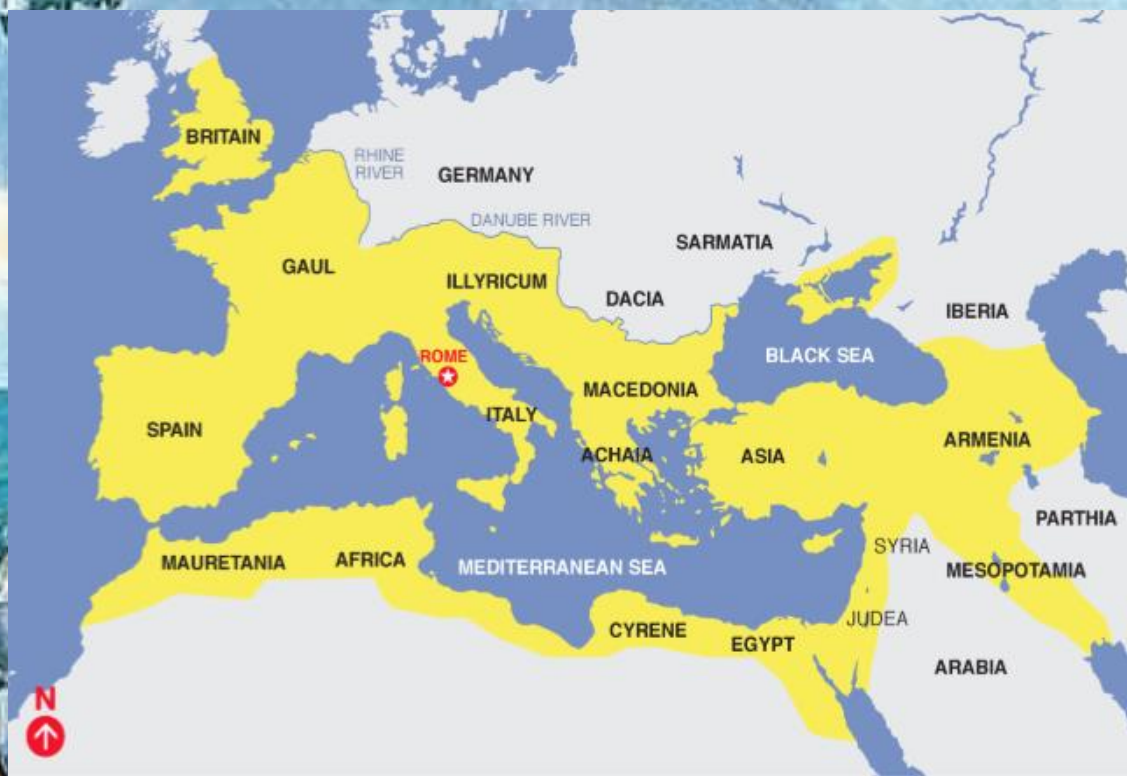 BRITAIN
RHINE
RIVER
GERMANY
DANUBE RIVER
SARMATIA
GAUL
ILLYRICUM
DACIA
IBERIA
ROME
BLACK SEA
MACEDONIA
ITALY
SPAIN
ACHAIA
ASIA
ARMENIA
PARTHIA
SYRIA
MAURETANIA
AFRICA
MEDITERRANEAN SEA
MESOPOTAMIA
JUDEA
CYRENE
EGYPT
ARABIA
N